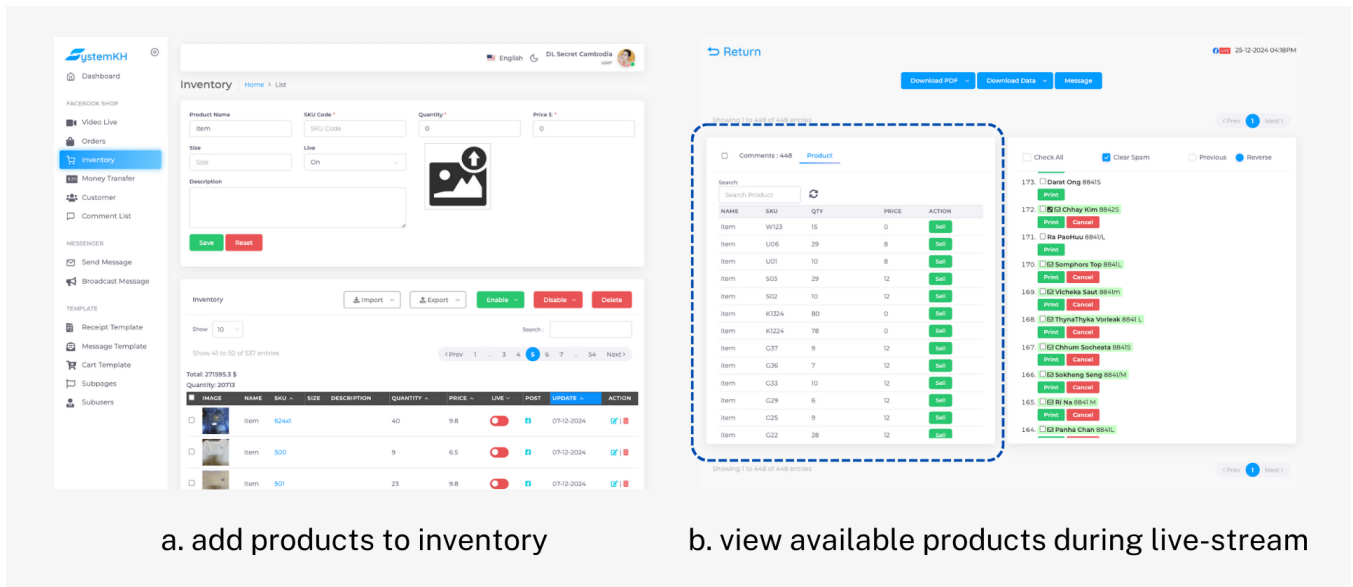 SystemKH
Dashboard
FACEBOOK SHOP
Video Live
Orders
Inventory
Money Transfer
Customer
Comment List
MESSENGER
Send Message
Broadcast Message
TEMPLATE
Receipt Template
Message Template
Cart Template
Subpages
Subusers
English
DL Secret Cambodia
user
Inventory Home > List
Product Name SKU Code * Quantity * Price $ *
Item SKU Code 0 0
Size Live
Size On
Description
Save Reset
Inventory Import Export Enable Disable Delete
Show 10 Search :
Show 41 to 50 of 537 entries
‹ Prev 1 ... 3 4 5 6 7 ... 54 Next ›
Total: 271595.3 $
Quantity: 20713
IMAGE NAME SKU SIZE DESCRIPTION QUANTITY PRICE LIVE POST UPDATE ACTION
Item 624xl 40 9.8 07-12-2024 |
Item 500 9 6.5 07-12-2024 |
Item 501 23 9.8 07-12-2024 |
a. add products to inventory
Return
LIVE 25-12-2024 04:18PM
Download PDF Download Data Message
Showing 1 to 448 of 448 entries
‹ Prev 1 Next ›
Comments : 448 Product
Search
Search Product
NAME SKU QTY PRICE ACTION
Item W123 15 0 Sell
Item U06 29 8 Sell
Item U01 10 8 Sell
Item S03 29 12 Sell
Item S02 10 12 Sell
Item K1324 80 0 Sell
Item K1224 78 0 Sell
Item G37 9 12 Sell
Item G36 7 12 Sell
Item G33 10 12 Sell
Item G29 6 12 Sell
Item G25 9 12 Sell
Item G22 28 12 Sell
Check All Clear Spam Previous Reverse
173. Darat Ong 8841S
Print
172. Chhay Kim 8842S
Print Cancel
171. Ra PaoHuu 8841/L
Print
170. Somphors Top 8841L
Print Cancel
169. Vicheka Saut 8841m
Print Cancel
168. ThynaThyka Vorleak 8841 L
Print Cancel
167. Chhum Socheata 8841S
Print Cancel
166. Sokheng Seng 8841/M
Print Cancel
165. Ri Na 8841 M
Print Cancel
164. Panha Chan 8841L
Showing 1 to 448 of 448 entries
‹ Prev 1 Next ›
b. view available products during live-stream